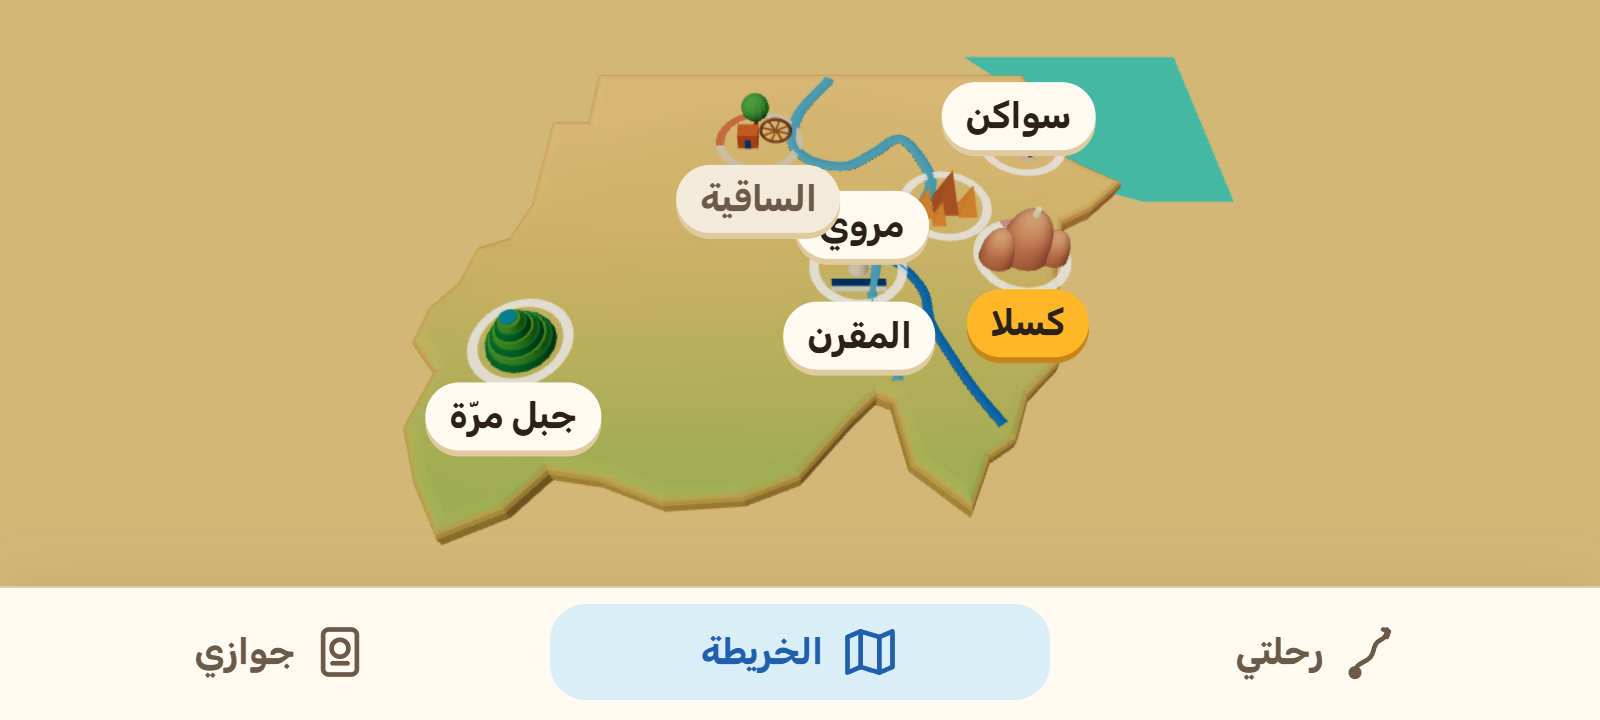 سواكن
الساقية
مروي
كسلا
المقرن
جبل مرّة
رحلتي
الخريطة
جوازي